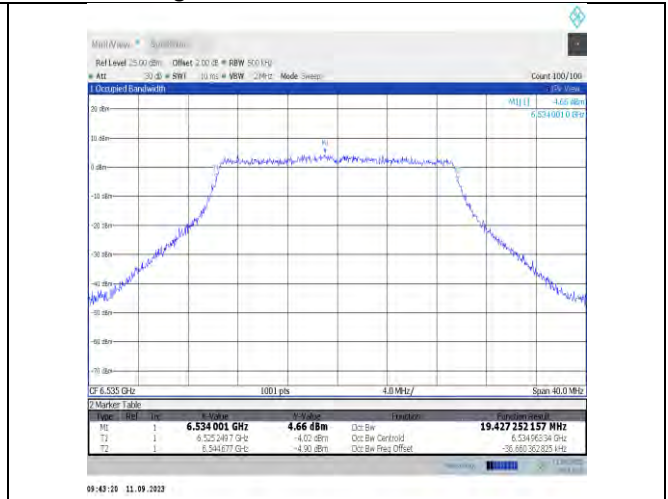 MultiView Spectrum
Ref Level 25.00 dBm Offset 2.00 dB RBW 500 kHz
Att 30 dB SWT 10 ms VBW 2 MHz Mode Sweep Count 100/100
1 Occupied Bandwidth
M1[1] 4.66 dBm
6.5340010 GHz
20 dBm
10 dBm
M1
0 dBm
-10 dBm
-20 dBm
-30 dBm
-40 dBm
-50 dBm
-60 dBm
-70 dBm
CF 6.535 GHz 1001 pts 4.0 MHz/ Span 40.0 MHz
2 Marker Table
Type Ref Trc X-Value Y-Value Function Function Result
M1 1 6.534 001 GHz 4.66 dBm Occ Bw 19.427 252 157 MHz
T1 1 6.525 2497 GHz -4.02 dBm Occ Bw Centroid 6.534 963 34 GHz
T2 1 6.544 677 GHz -4.90 dBm Occ Bw Freq Offset -36.660 362 825 kHz
09:43:20 11.09.2023